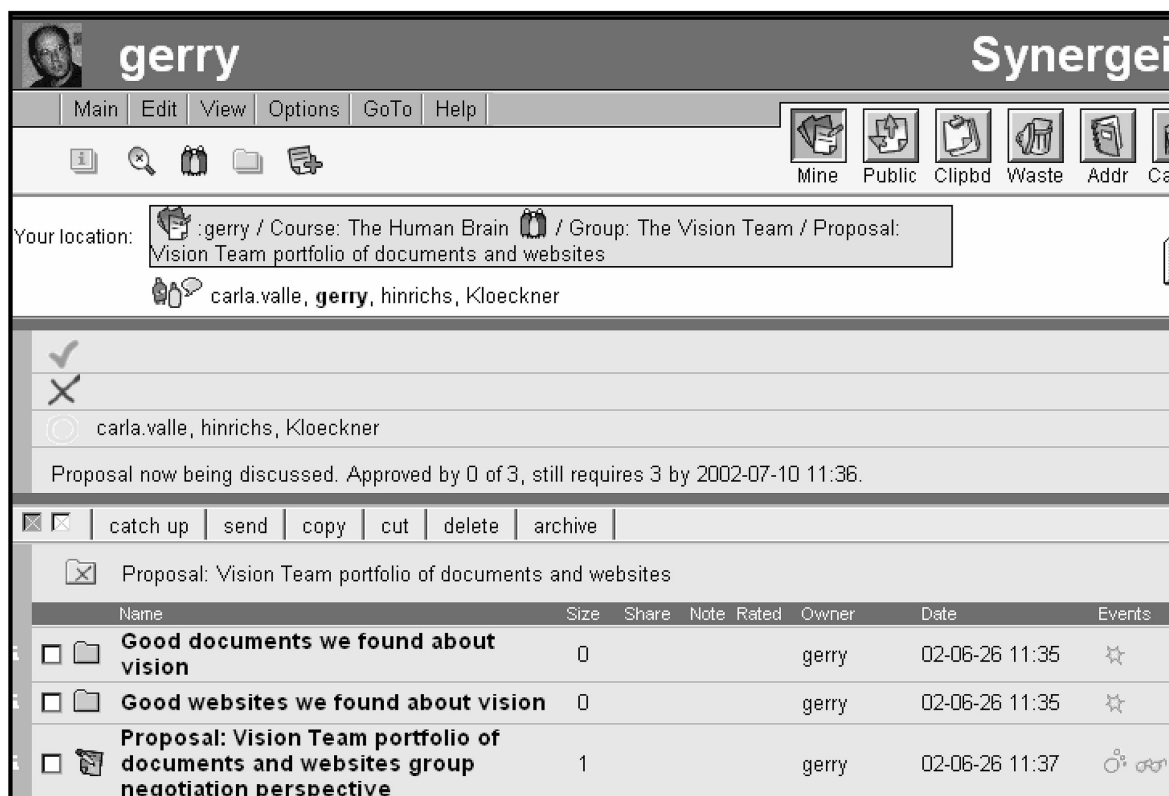 gerry Synergei
Main Edit View Options GoTo Help
Mine Public Clipbd Waste Addr Ca
Your location: :gerry / Course: The Human Brain / Group: The Vision Team / Proposal:
Vision Team portfolio of documents and websites
carla.valle, gerry, hinrichs, Kloeckner
carla.valle, hinrichs, Kloeckner
Proposal now being discussed. Approved by 0 of 3, still requires 3 by 2002-07-10 11:36.
catch up send copy cut delete archive
Proposal: Vision Team portfolio of documents and websites
Name Size Share Note Rated Owner Date Events
Good documents we found about
vision 0 gerry 02-06-26 11:35
Good websites we found about vision 0 gerry 02-06-26 11:35
Proposal: Vision Team portfolio of
documents and websites group 1 gerry 02-06-26 11:37
negotiation perspective